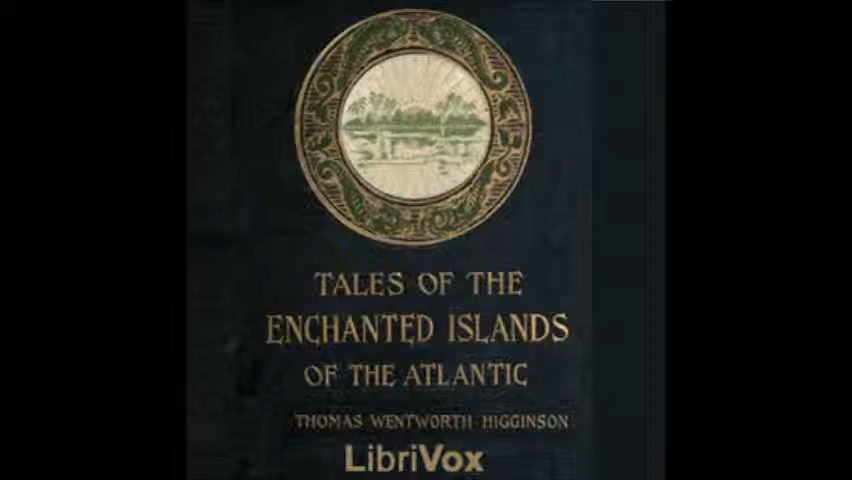 TALES OF THE
ENCHANTED ISLANDS
OF THE ATLANTIC
THOMAS WENTWORTH HIGGINSON
LibriVox